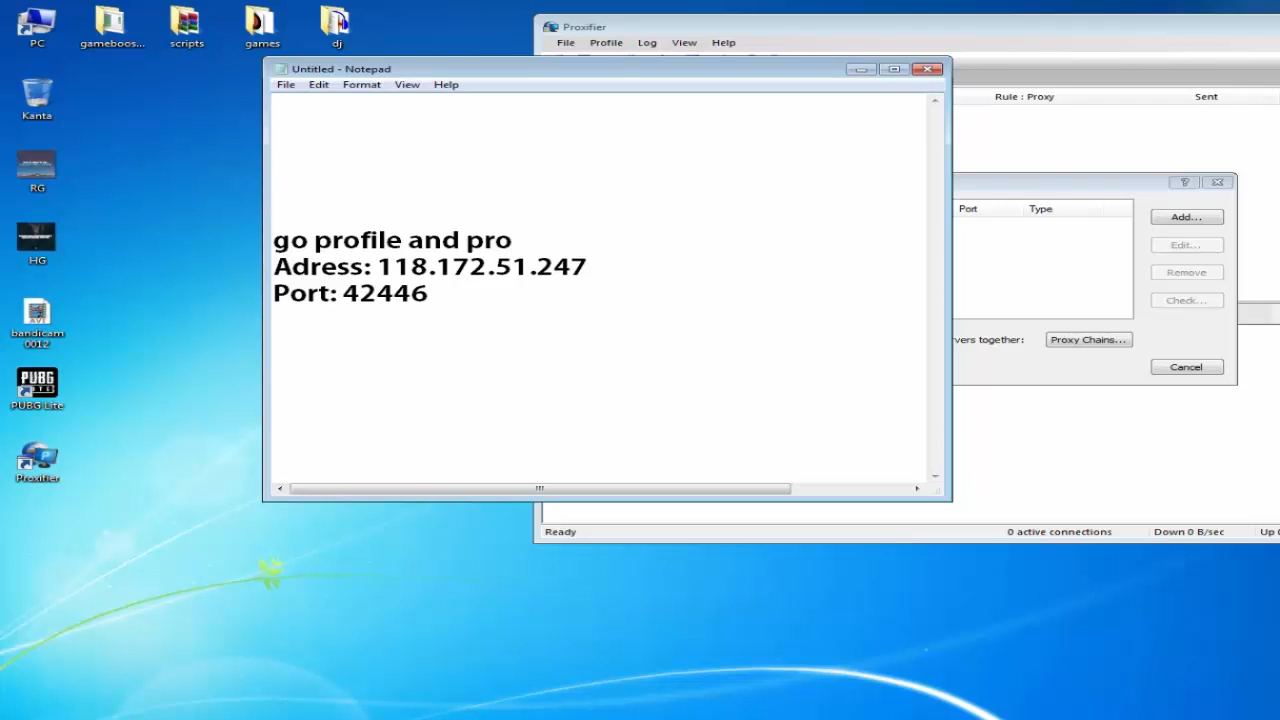 PC
gameboos...
scripts
games
dj
Kanta
RG
HG
bandicam
0012
PUBG
PUBG Lite
Proxifier
Proxifier
File Profile Log View Help
Rule : Proxy Sent
Untitled - Notepad
File Edit Format View Help
go profile and pro
Adress: 118.172.51.247
Port: 42446
Port Type
Add...
Edit...
Remove
Check...
vers together:
Proxy Chains...
Cancel
Ready 0 active connections Down 0 B/sec Up